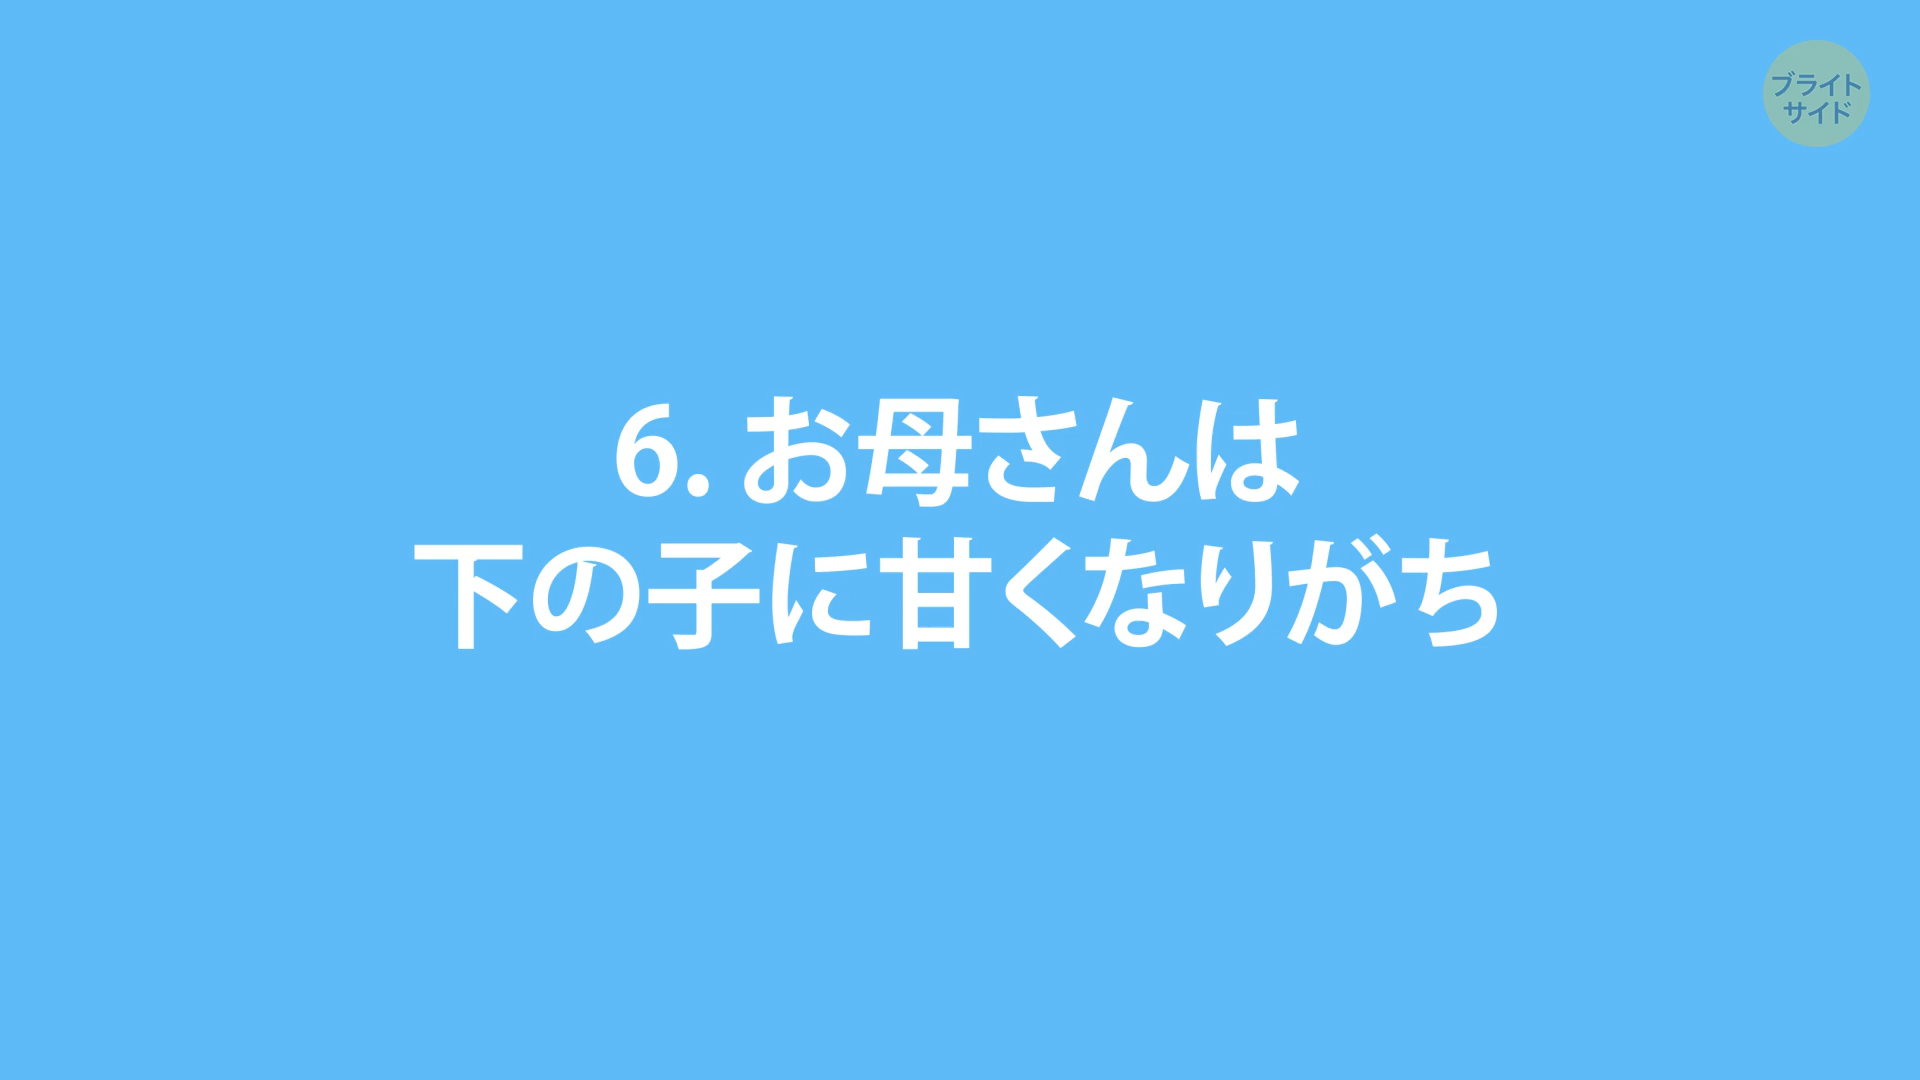 ブライト
サイド
6. お母さんは
下の子に甘くなりがち